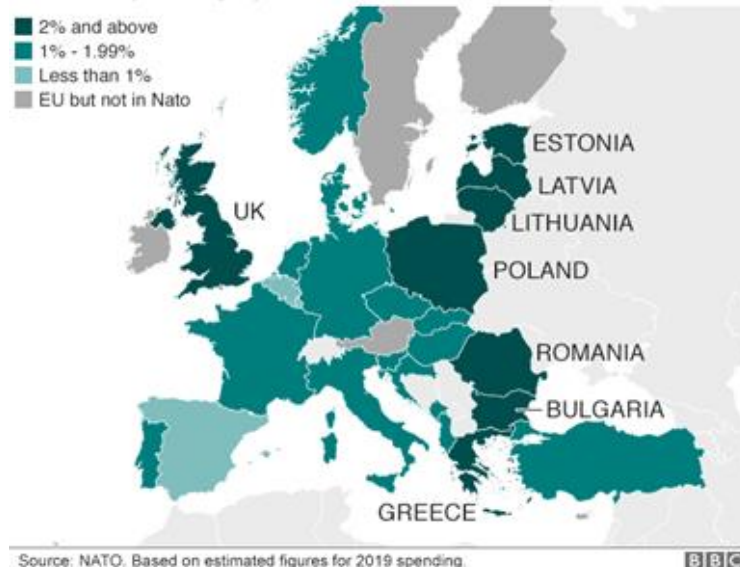 2% and above
1% - 1.99%
Less than 1%
EU but not in Nato
ESTONIA
LATVIA
LITHUANIA
UK
POLAND
ROMANIA
BULGARIA
GREECE
Source: NATO. Based on estimated figures for 2019 spending.
BBC